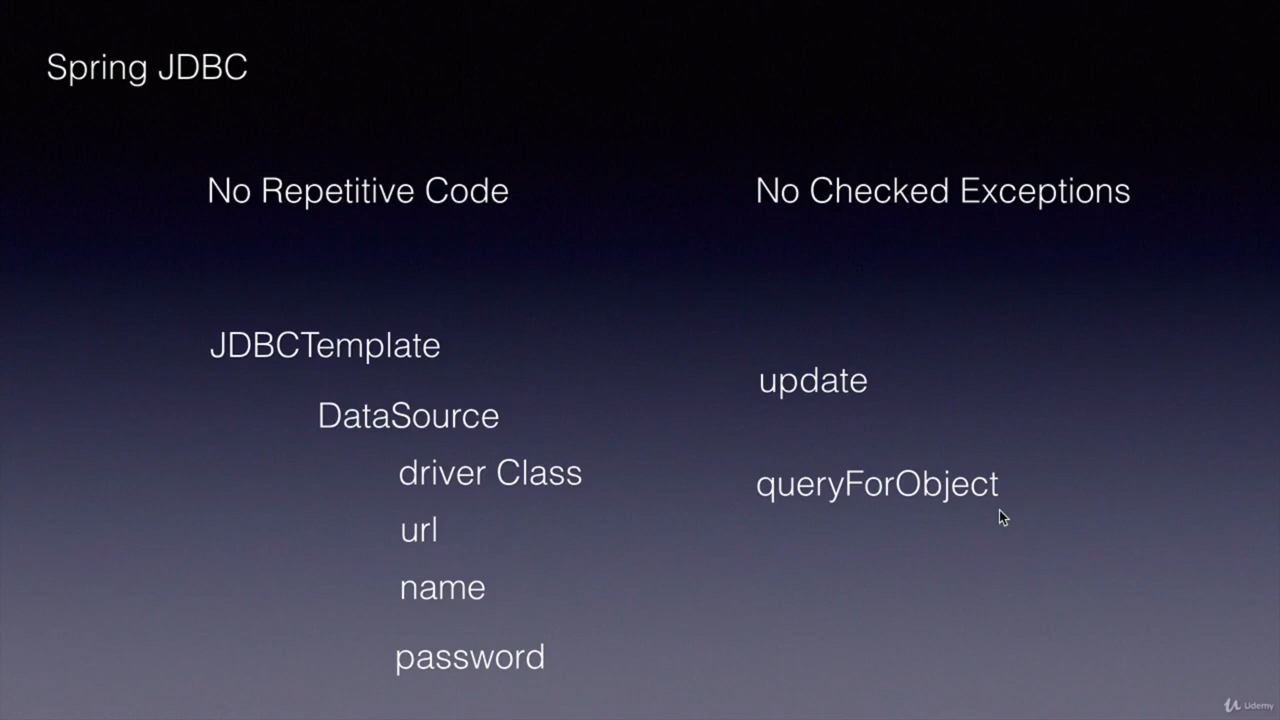 Spring JDBC
No Repetitive Code
No Checked Exceptions
JDBCTemplate
DataSource
driver Class
url
name
password
update
queryForObject
Udemy